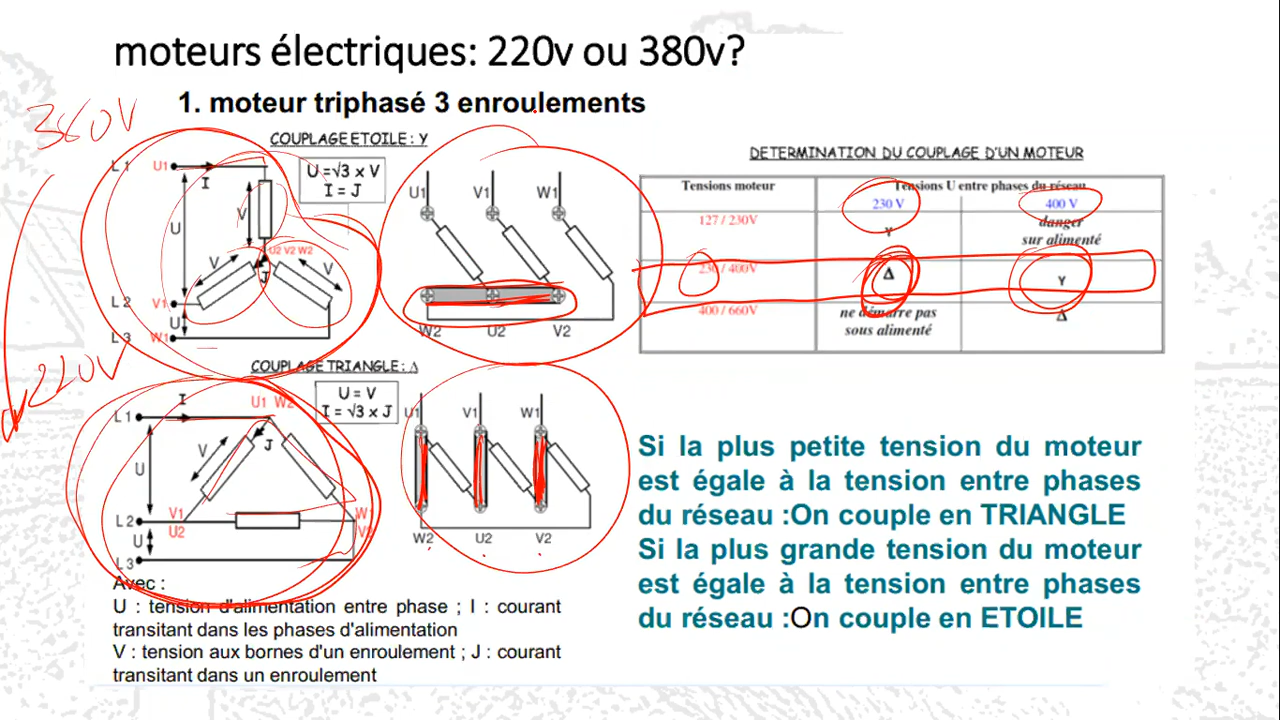 moteurs électriques: 220v ou 380v?
1. moteur triphasé 3 enroulements
380V
COUPLAGE ETOILE : Y
L1
U1
I
U =√3 x V
I = J
U
V
U2 V2 W2
J
V
V
L2
V1
U
L3
W1
U1
V1
W1
W2
U2
V2
220V
COUPLAGE TRIANGLE : Δ
U = V
I = √3 x J
I
U1 W2
L1
V
J
U
L2
V1
U2
W1
V2
U
L3
U1
V1
W1
W2
U2
V2
Avec :
U : tension d'alimentation entre phase ; I : courant
transitant dans les phases d'alimentation
V : tension aux bornes d'un enroulement ; J : courant
transitant dans un enroulement
DETERMINATION DU COUPLAGE D'UN MOTEUR
Tensions moteur
Tensions U entre phases du réseau
230 V
400 V
127 / 230V
Y
danger
sur alimenté
230 / 400V
Δ
Y
400 / 660V
ne démarre pas
sous alimenté
Δ
Si la plus petite tension du moteur
est égale à la tension entre phases
du réseau :On couple en TRIANGLE
Si la plus grande tension du moteur
est égale à la tension entre phases
du réseau :On couple en ETOILE